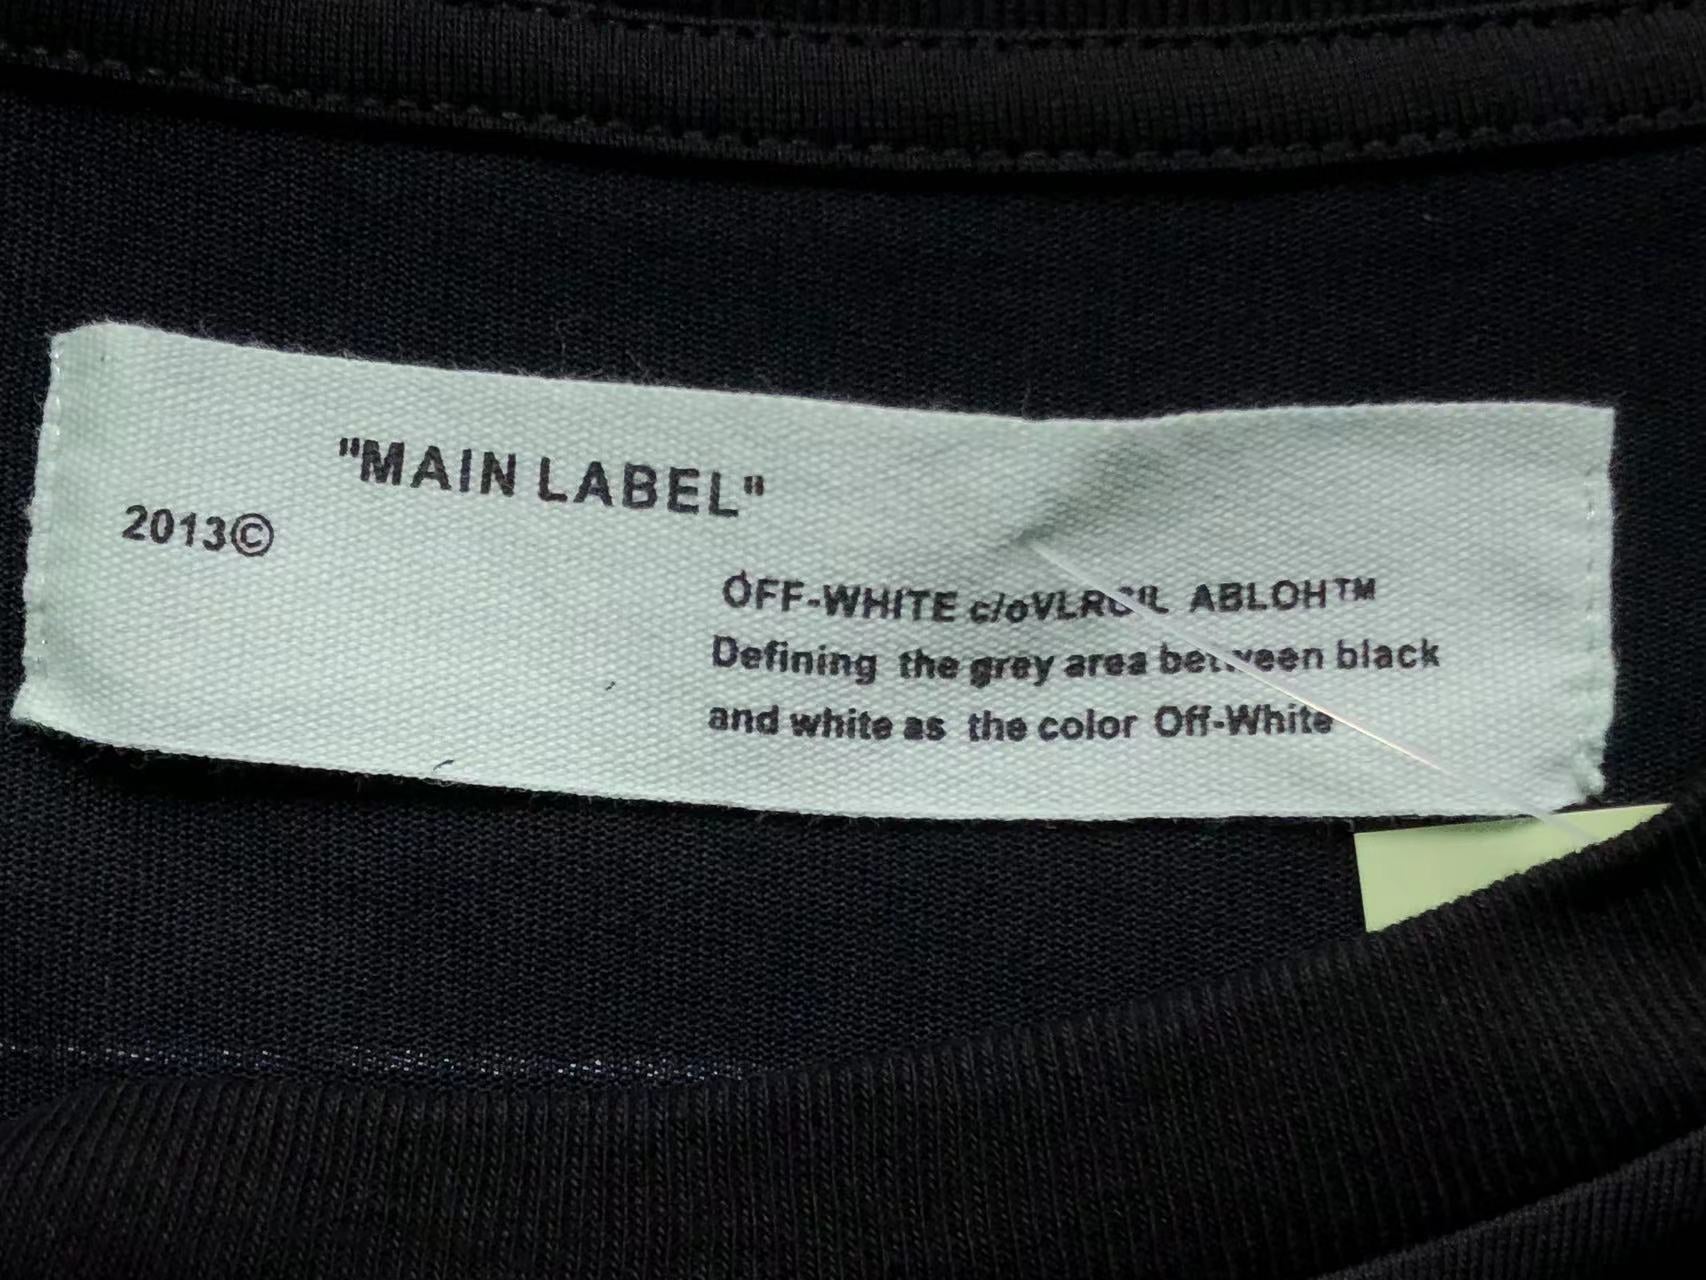 "MAIN LABEL"
2013©
OFF-WHITE c/o ABLOH™
Defining the grey area between black
and white as the color Off-White